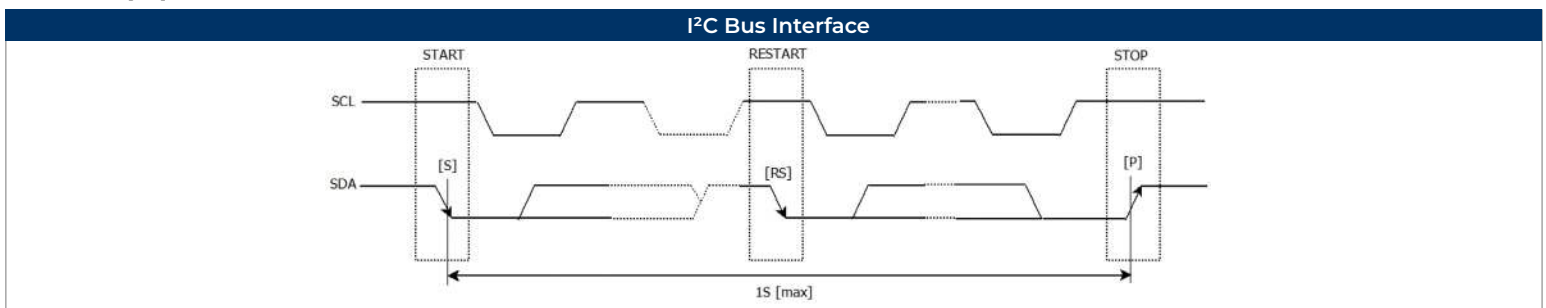 I²C Bus Interface
START RESTART STOP
SCL
[S] [RS] [P]
SDA
1S [max]